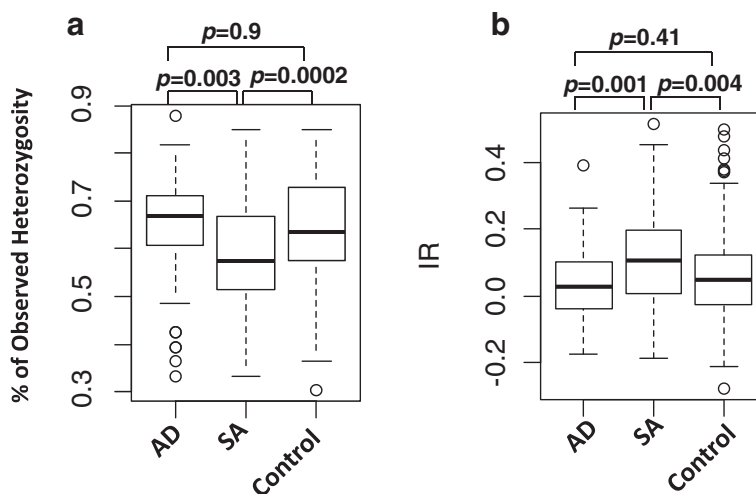 a
p=0.9
p=0.003 p=0.0002
% of Observed Heterozygosity
0.9
0.7
0.5
0.3
AD SA Control
b
p=0.41
p=0.001 p=0.004
IR
0.4
0.2
0.0
-0.2
AD SA Control